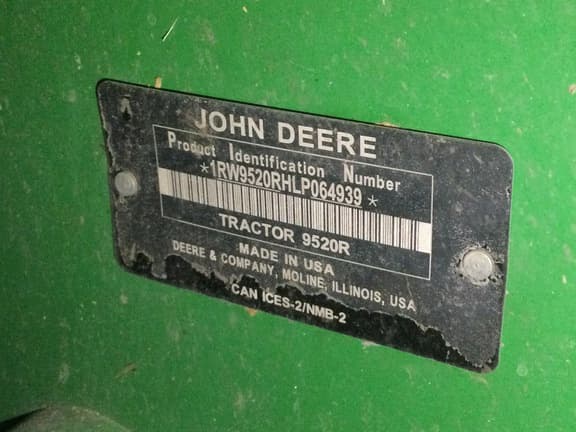 JOHN DEERE
Product Identification Number
*1RW9520RHLP064939*
TRACTOR 9520R
MADE IN USA
DEERE & COMPANY, MOLINE, ILLINOIS, USA
CAN ICES-2/NMB-2